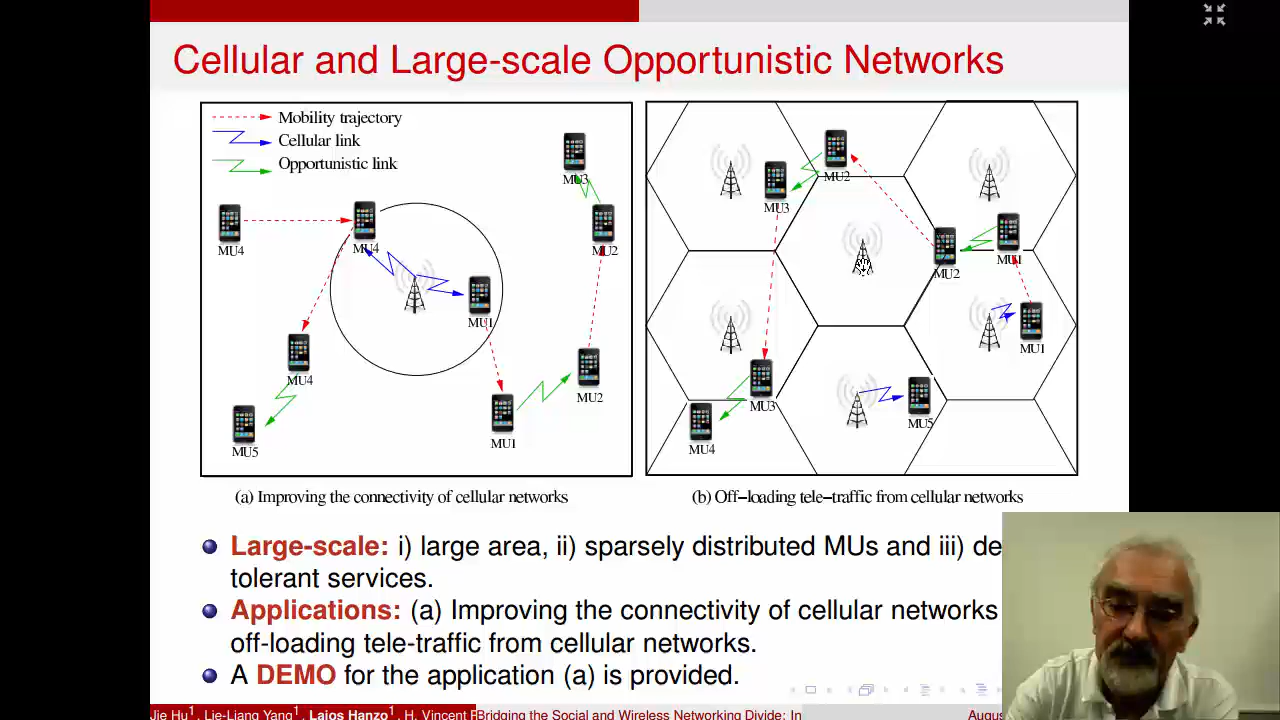 Cellular and Large-scale Opportunistic Networks
Mobility trajectory
Cellular link
Opportunistic link
MU3
MU4
MU4
MU2
MU1
MU4
MU2
MU5
MU1
MU2
MU3
MU2
MU1
MU1
MU3
MU5
MU4
(a) Improving the connectivity of cellular networks
(b) Off-loading tele-traffic from cellular networks
Large-scale: i) large area, ii) sparsely distributed MUs and iii) de
tolerant services.
Applications: (a) Improving the connectivity of cellular networks
off-loading tele-traffic from cellular networks.
A DEMO for the application (a) is provided.
Jie Hu1, Lie-Liang Yang1, Lajos Hanzo1, H. Vincent Bridging the Social and Wireless Networking Divide: In Augus